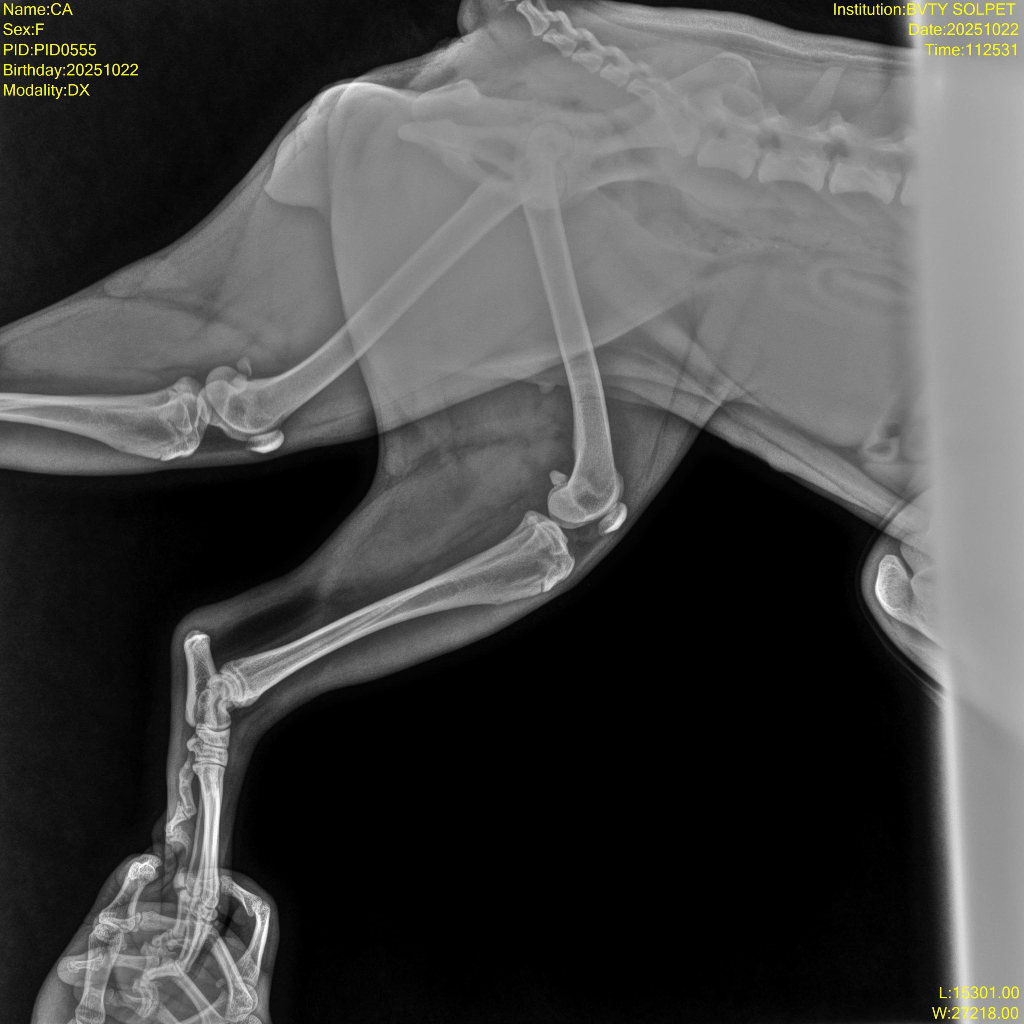 Name:CA
Sex:F
PID:PID0555
Birthday:20251022
Modality:DX
Institution:BVTY SOLPET
Date:20251022
Time:112531
L:15301.00
W:27218.00